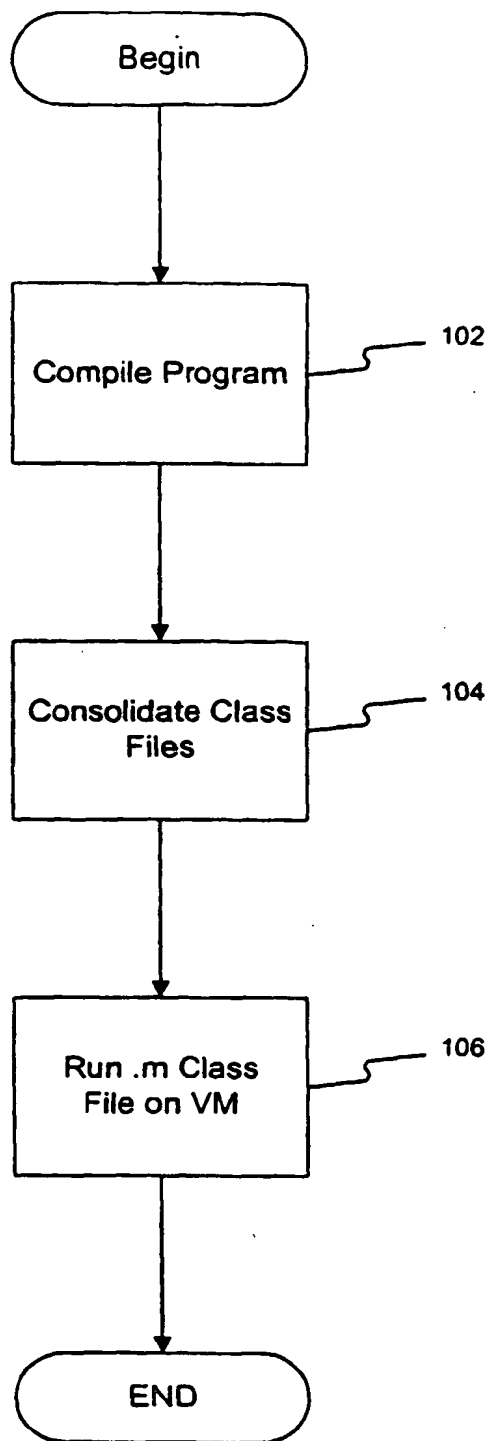 Begin
Compile Program
102
Consolidate Class
Files
104
Run .m Class
File on VM
106
END